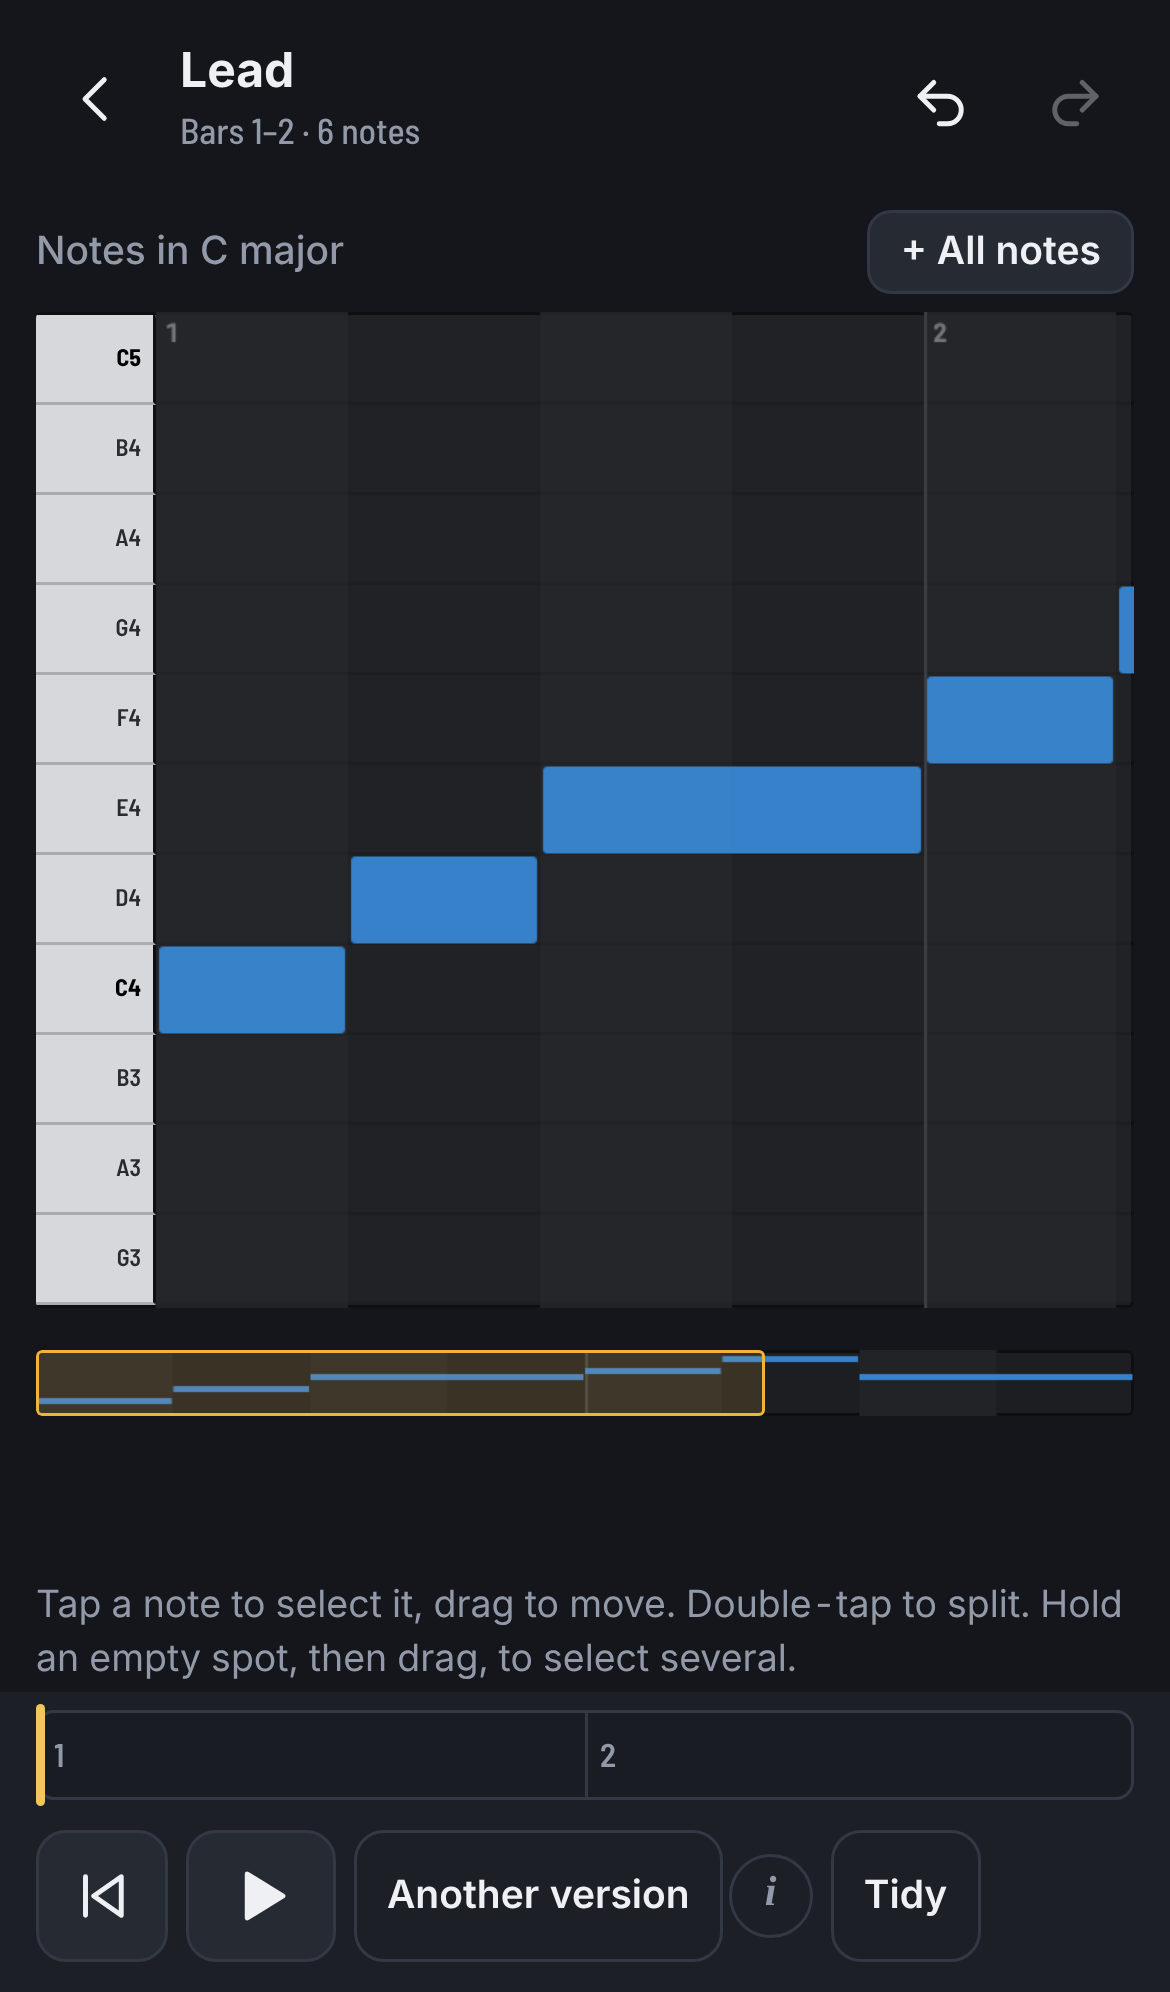 Lead
Bars 1–2 · 6 notes
Notes in C major
+ All notes
1
2
C5
B4
A4
G4
F4
E4
D4
C4
B3
A3
G3
Tap a note to select it, drag to move. Double-tap to split. Hold
an empty spot, then drag, to select several.
1
2
Another version
i
Tidy